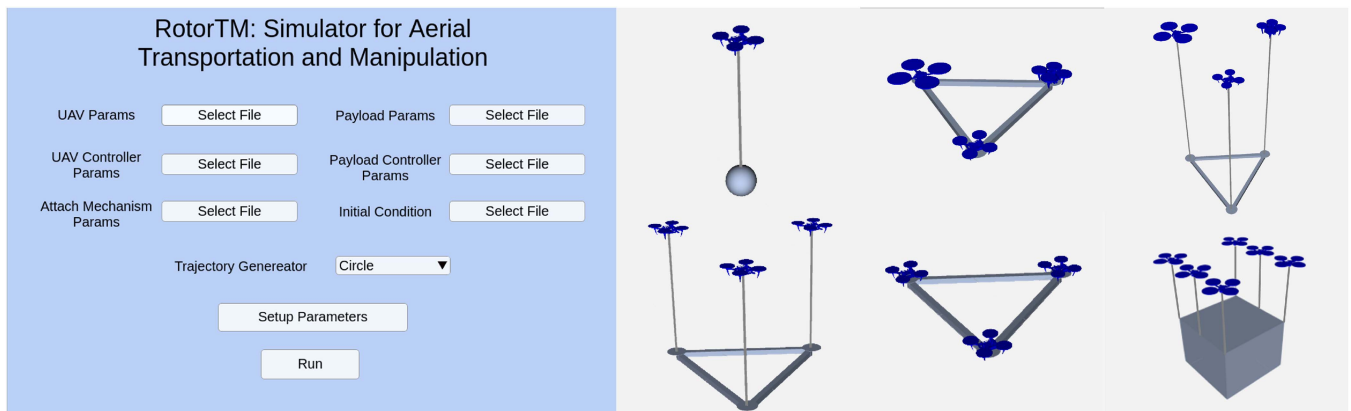 RotorTM: Simulator for Aerial
Transportation and Manipulation
UAV Params
Select File
Payload Params
Select File
UAV Controller
Params
Select File
Payload Controller
Params
Select File
Attach Mechanism
Params
Select File
Initial Condition
Select File
Trajectory Genereator
Circle
Setup Parameters
Run